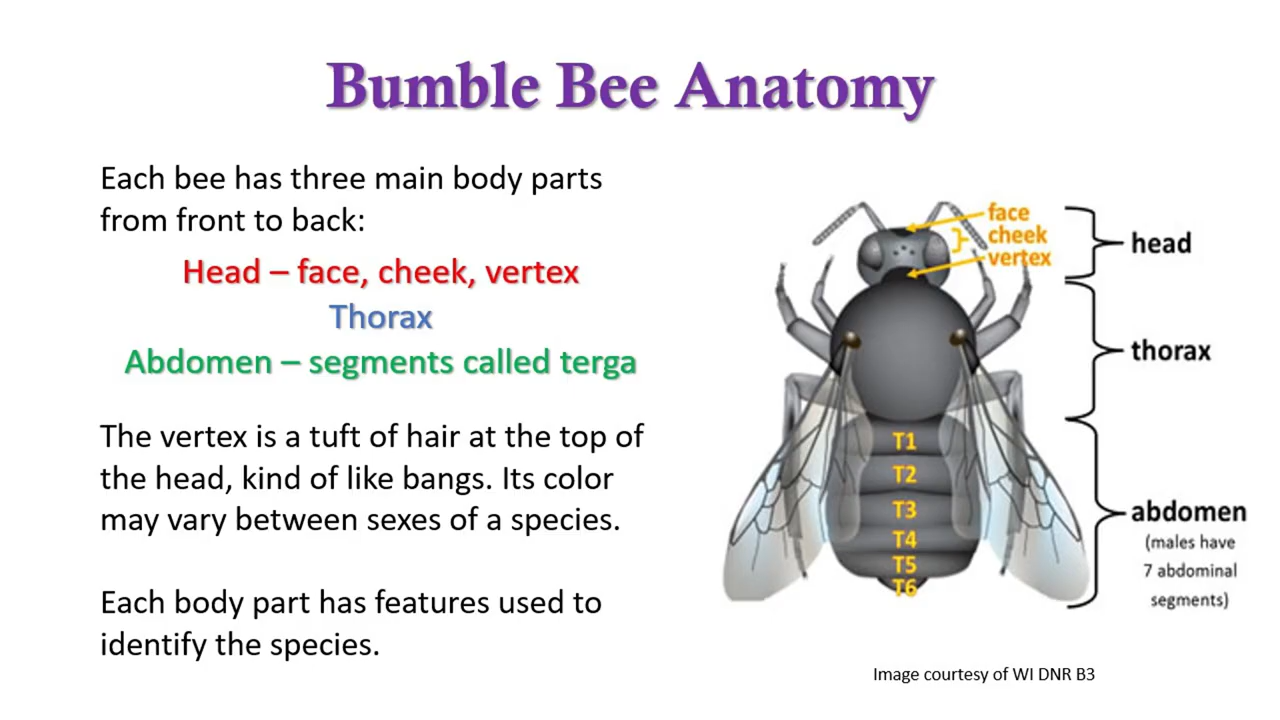 Bumble Bee Anatomy
Each bee has three main body parts
from front to back:
Head – face, cheek, vertex
Thorax
Abdomen – segments called terga
The vertex is a tuft of hair at the top of
the head, kind of like bangs. Its color
may vary between sexes of a species.
Each body part has features used to
identify the species.
face
cheek
vertex
head
thorax
T1
T2
T3
T4
T5
T6
abdomen
(males have
7 abdominal
segments)
Image courtesy of WI DNR B3